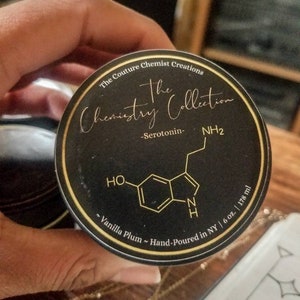 The Couture Chemist Creations
The
Chemistry Collection
-Serotonin-
NH₂
HO
N
H
~ Vanilla Plum ~ Hand-Poured in NY | 6 oz. | 178 ml